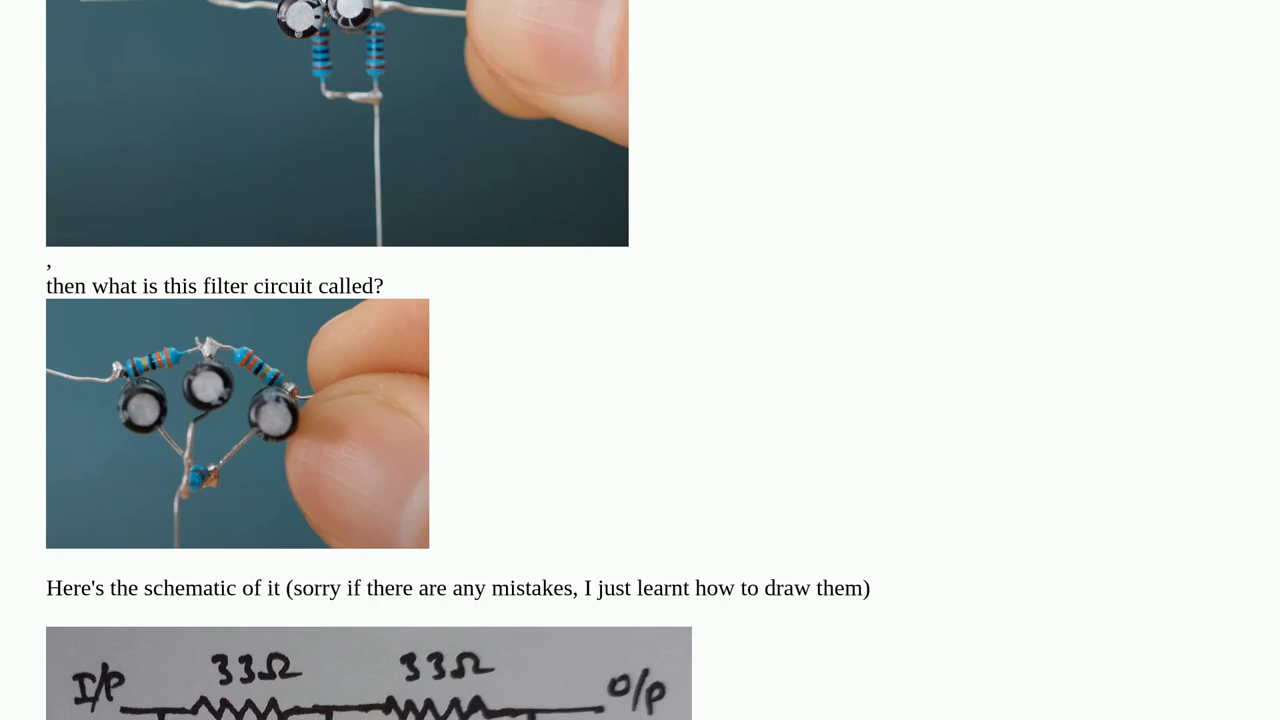 ,
then what is this filter circuit called?
Here's the schematic of it (sorry if there are any mistakes, I just learnt how to draw them)
33Ω 33Ω
I/P O/P